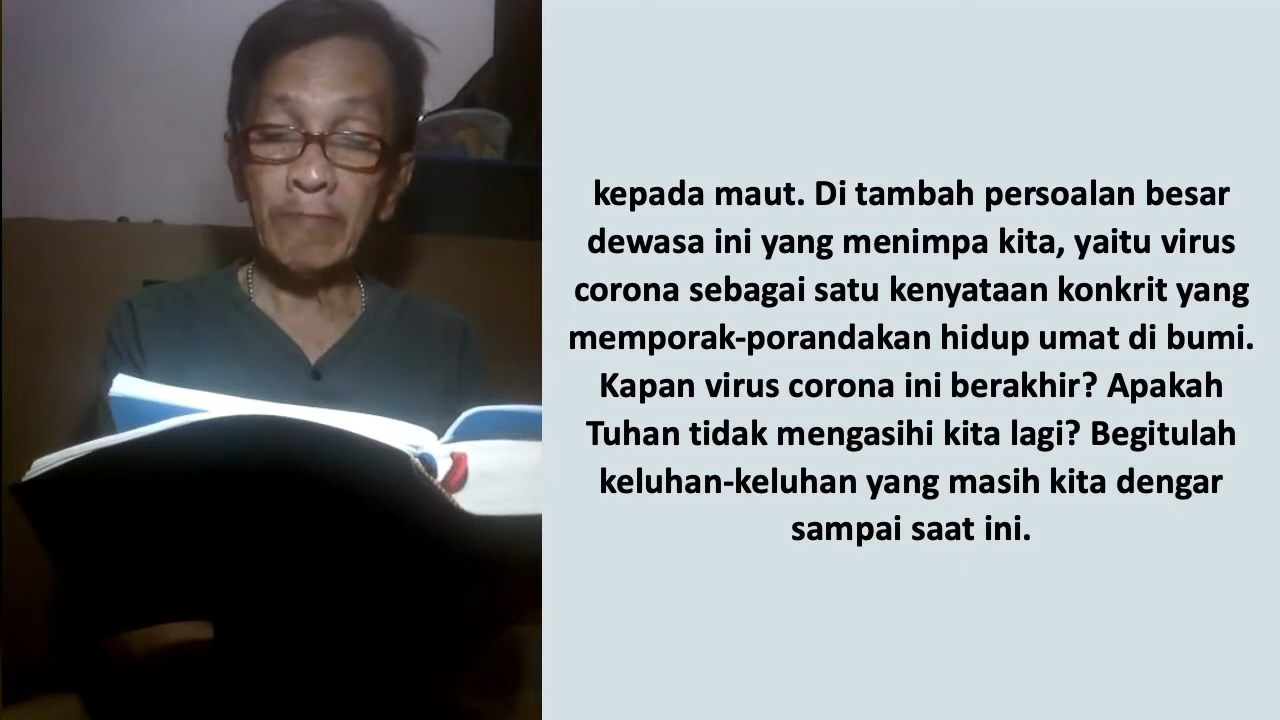 kepada maut. Di tambah persoalan besar
dewasa ini yang menimpa kita, yaitu virus
corona sebagai satu kenyataan konkrit yang
memporak-porandakan hidup umat di bumi.
Kapan virus corona ini berakhir? Apakah
Tuhan tidak mengasihi kita lagi? Begitulah
keluhan-keluhan yang masih kita dengar
sampai saat ini.